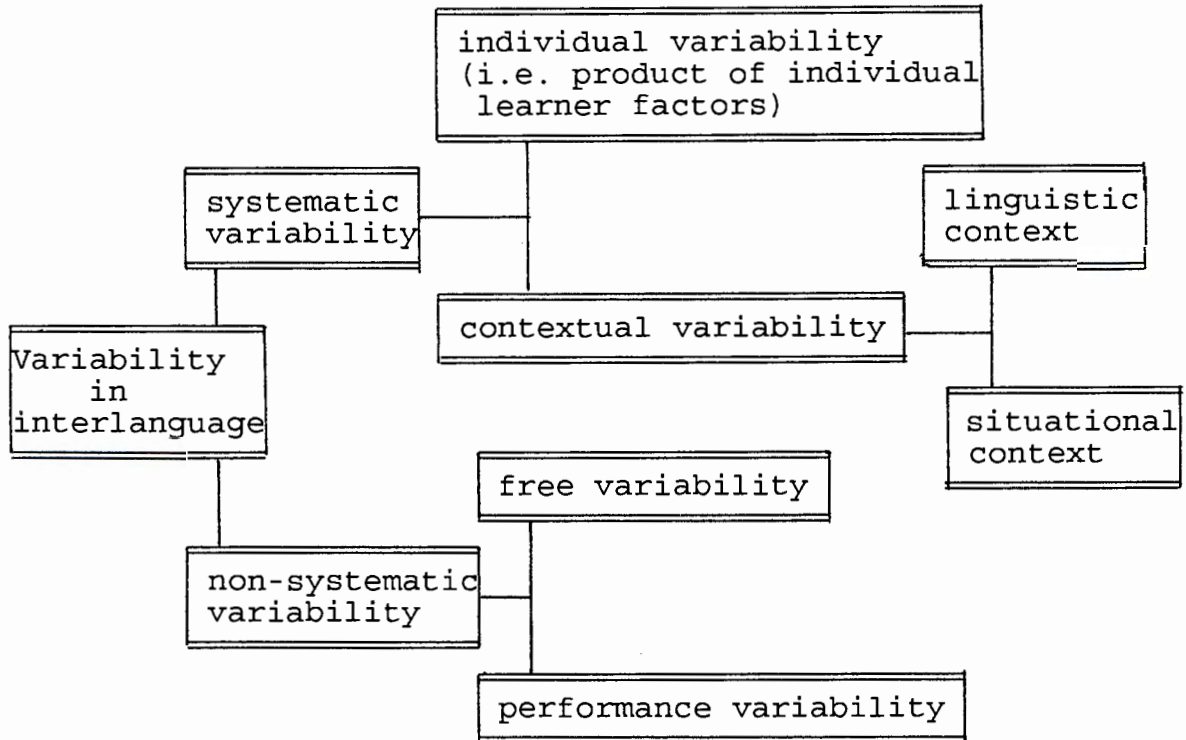 individual variability
(i.e. product of individual
learner factors)
systematic
variability
linguistic
context
contextual variability
Variability
in
interlanguage
situational
context
free variability
non-systematic
variability
performance variability